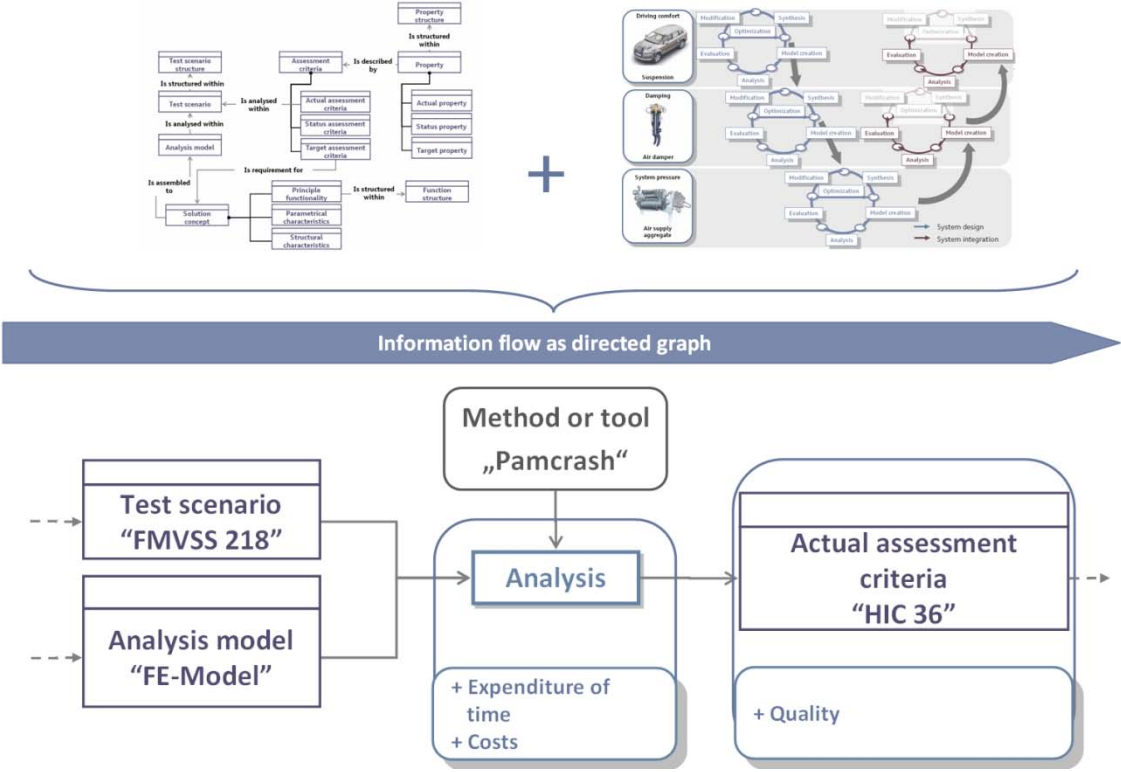 Property
structure
Is structured
within
Test scenario
structure
Assessment
criteria
Is described
by
Property
Is structured within
Test scenario
Is analysed
within
Actual assessment
criteria
Actual property
Is analysed within
Status assessment
criteria
Status property
Analysis model
Target assessment
criteria
Target property
Is requirement for
Is assembled
to
Principle
functionality
Is structured
within
Function
structure
Solution
concept
Parametrical
characteristics
Structural
characteristics
+
Driving comfort
Suspension
Modification
Synthesis
Optimization
Evaluation
Model creation
Analysis
Modification
Synthesis
Evaluation
Model creation
Analysis
Damping
Air damper
Modification
Synthesis
Optimization
Evaluation
Model creation
Analysis
Modification
Synthesis
Evaluation
Model creation
Analysis
System pressure
Air supply
aggregate
Modification
Synthesis
Optimization
Evaluation
Model creation
Analysis
System design
System integration
Information flow as directed graph
Method or tool
„Pamcrash“
Test scenario
“FMVSS 218”
Analysis model
“FE-Model”
Analysis
+ Expenditure of
time
+ Costs
Actual assessment
criteria
“HIC 36”
+ Quality